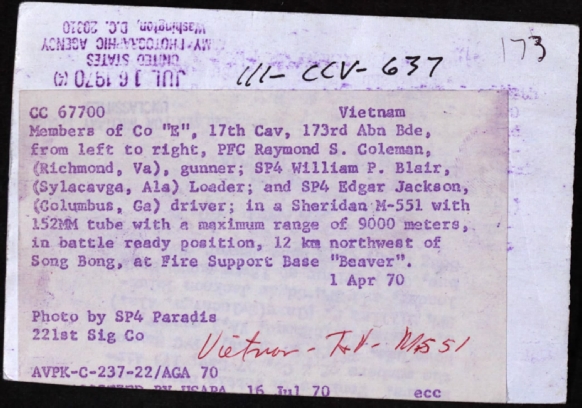 Washington, D.C. 20310
MY PHOTOGRAPHIC AGENCY
UNITED STATES
JUL 16 1970
111-CCV-637
173
CC 67700 Vietnam
Members of Co "E", 17th Cav, 173rd Abn Bde,
from left to right, PFC Raymond S. Coleman,
(Richmond, Va), gunner; SP4 William P. Blair,
(Sylacavga, Ala) Loader; and SP4 Edgar Jackson,
(Columbus, Ga) driver; in a Sheridan M-551 with
152MM tube with a maximum range of 9000 meters,
in battle ready position, 12 km northwest of
Song Bong, at Fire Support Base "Beaver".
1 Apr 70
Photo by SP4 Paradis
221st Sig Co
Vietnam - - M551
AVPK-C-237-22/AGA 70
BY USAPA 16 Jul 70 ecc